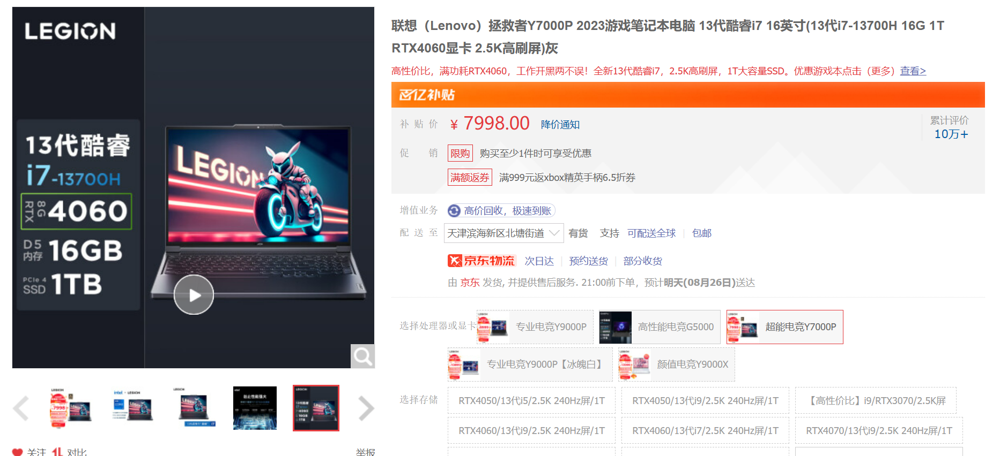 LEGION
13代酷睿
i7-13700H
RTX 8G 4060
D5 内存 16GB
PCIe 4 SSD 1TB
LEGION
关注 对比 举报
联想（Lenovo）拯救者Y7000P 2023游戏笔记本电脑 13代酷睿i7 16英寸(13代i7-13700H 16G 1T
RTX4060显卡 2.5K高刷屏)灰
高性价比，满功耗RTX4060，工作开黑两不误！全新13代酷睿i7，2.5K高刷屏，1T大容量SSD。优惠游戏本点击（更多）查看>
百亿补贴
补贴价 ¥ 7998.00 降价通知
累计评价
10万+
促销 限购 购买至少1件时可享受优惠
满额返券 满999元返xbox精英手柄6.5折券
增值业务 高价回收，极速到账
配送至 天津滨海新区北塘街道 有货 支持 可配送全球 | 包邮
京东物流 次日达 | 预约送货 | 部分收货
由 京东 发货, 并提供售后服务. 21:00前下单，预计明天(08月26日)送达
选择处理器或显卡 专业电竞Y9000P 高性能电竞G5000 超能电竞Y7000P
专业电竞Y9000P【冰魄白】 颜值电竞Y9000X
选择存储 RTX4050/13代i5/2.5K 240Hz屏/1T RTX4050/13代i9/2.5K 240Hz屏/1T 【高性价比】i9/RTX3070/2.5K屏
RTX4060/13代i9/2.5K 240Hz屏/1T RTX4060/13代i7/2.5K 240Hz屏/1T RTX4070/13代i9/2.5K 240Hz屏/1T